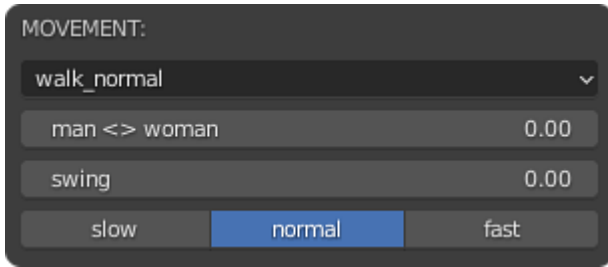 MOVEMENT:
walk_normal
man <> woman 0.00
swing 0.00
slow normal fast